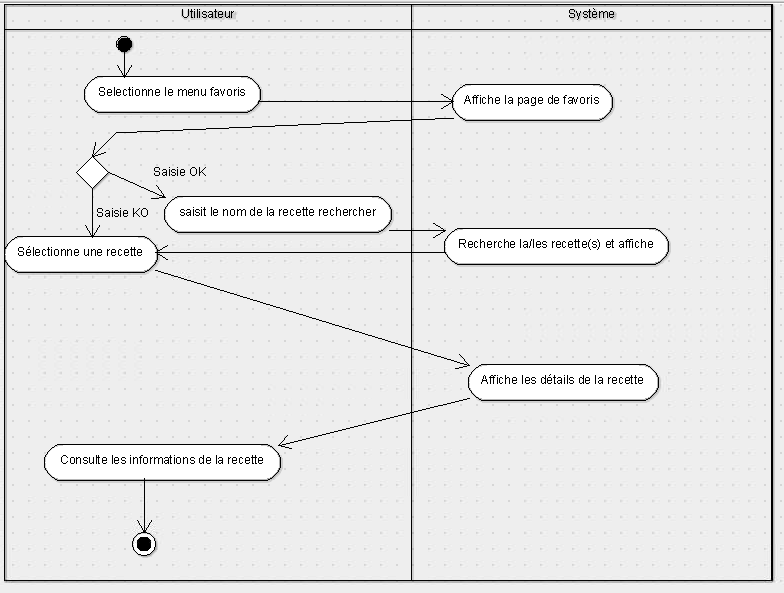 Utilisateur
Système
Selectionne le menu favoris
Affiche la page de favoris
Saisie OK
saisit le nom de la recette rechercher
Saisie KO
Recherche la/les recette(s) et affiche
Sélectionne une recette
Affiche les détails de la recette
Consulte les informations de la recette